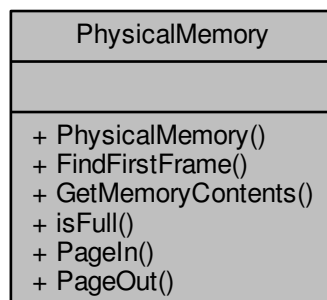 PhysicalMemory
+ PhysicalMemory()
+ FindFirstFrame()
+ GetMemoryContents()
+ isFull()
+ PageIn()
+ PageOut()